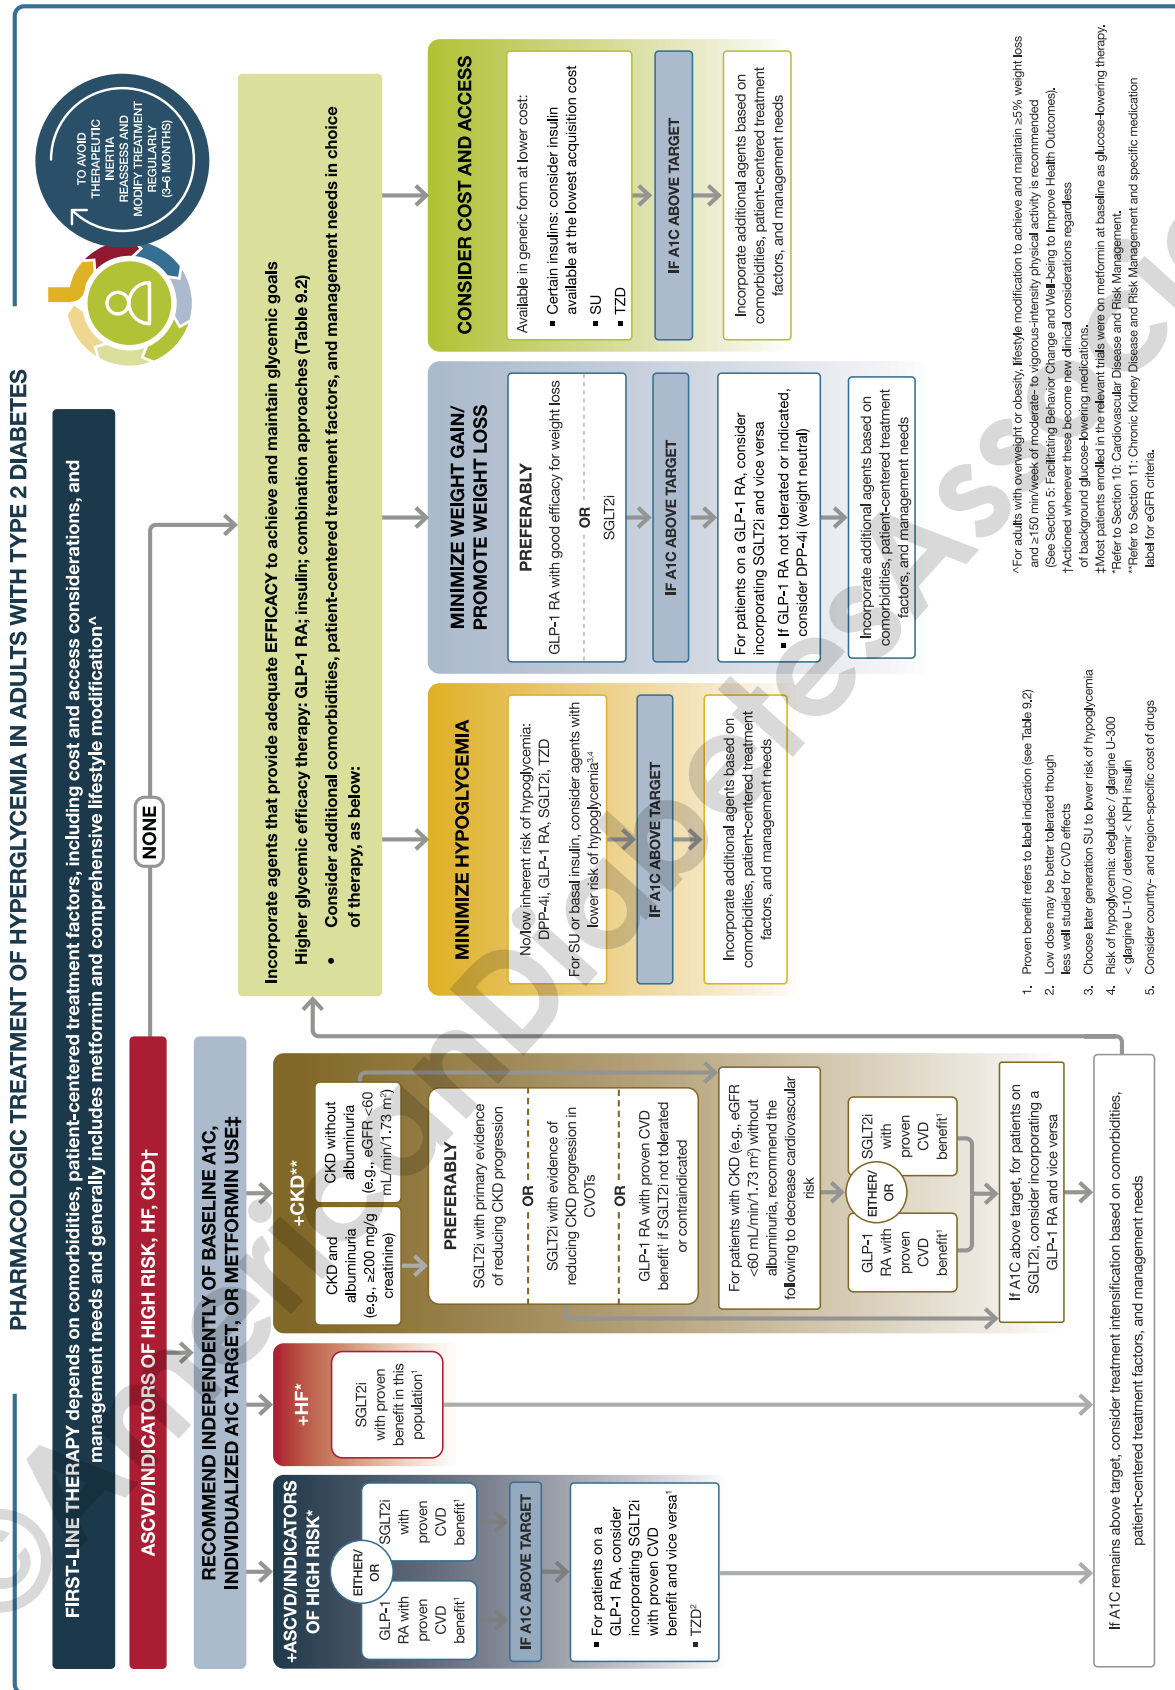 PHARMACOLOGIC TREATMENT OF HYPERGLYCEMIA IN ADULTS WITH TYPE 2 DIABETES
TO AVOID
THERAPEUTIC
INERTIA
REASSESS AND
MODIFY TREATMENT
REGULARLY
(3–6 MONTHS)
FIRST-LINE THERAPY depends on comorbidities, patient-centered treatment factors, including cost and access considerations, and
management needs and generally includes metformin and comprehensive lifestyle modification^
ASCVD/INDICATORS OF HIGH RISK, HF, CKD†
NONE
RECOMMEND INDEPENDENTLY OF BASELINE A1C,
INDIVIDUALIZED A1C TARGET, OR METFORMIN USE‡
+ASCVD/INDICATORS
OF HIGH RISK*
EITHER/
OR
GLP-1
RA with
proven
CVD
benefit¹
SGLT2i
with
proven
CVD
benefit¹
IF A1C ABOVE TARGET
▪ For patients on a
GLP-1 RA, consider
incorporating SGLT2i
with proven CVD
benefit and vice versa¹
▪ TZD²
+HF*
SGLT2i
with proven
benefit in this
population¹
+CKD**
CKD and
albuminuria
(e.g., ≥200 mg/g
creatinine)
CKD without
albuminuria
(e.g., eGFR <60
mL/min/1.73 m²)
PREFERABLY
SGLT2i with primary evidence
of reducing CKD progression
OR
SGLT2i with evidence of
reducing CKD progression in
CVOTs
OR
GLP-1 RA with proven CVD
benefit¹ if SGLT2i not tolerated
or contraindicated
For patients with CKD (e.g., eGFR
<60 mL/min/1.73 m²) without
albuminuria, recommend the
following to decrease cardiovascular
risk
EITHER/
OR
GLP-1
RA with
proven
CVD
benefit¹
SGLT2i
with
proven
CVD
benefit¹
If A1C above target, for patients on
SGLT2i, consider incorporating a
GLP-1 RA and vice versa
If A1C remains above target, consider treatment intensification based on comorbidities,
patient-centered treatment factors, and management needs
Incorporate agents that provide adequate EFFICACY to achieve and maintain glycemic goals
Higher glycemic efficacy therapy: GLP-1 RA; insulin; combination approaches (Table 9.2)
• Consider additional comorbidities, patient-centered treatment factors, and management needs in choice
of therapy, as below:
MINIMIZE HYPOGLYCEMIA
No/low inherent risk of hypoglycemia:
DPP-4i, GLP-1 RA, SGLT2i, TZD
For SU or basal insulin, consider agents with
lower risk of hypoglycemia³,⁴
IF A1C ABOVE TARGET
Incorporate additional agents based on
comorbidities, patient-centered treatment
factors, and management needs
MINIMIZE WEIGHT GAIN/
PROMOTE WEIGHT LOSS
PREFERABLY
GLP-1 RA with good efficacy for weight loss
OR
SGLT2i
IF A1C ABOVE TARGET
For patients on a GLP-1 RA, consider
incorporating SGLT2i and vice versa
▪ If GLP-1 RA not tolerated or indicated,
consider DPP-4i (weight neutral)
Incorporate additional agents based on
comorbidities, patient-centered treatment
factors, and management needs
CONSIDER COST AND ACCESS
Available in generic form at lower cost:
▪ Certain insulins: consider insulin
available at the lowest acquisition cost
▪ SU
▪ TZD
IF A1C ABOVE TARGET
Incorporate additional agents based on
comorbidities, patient-centered treatment
factors, and management needs
1. Proven benefit refers to label indication (see Table 9.2)
2. Low dose may be better tolerated though
less well studied for CVD effects
3. Choose later generation SU to lower risk of hypoglycemia
4. Risk of hypoglycemia: degludec / glargine U-300
< glargine U-100 / detemir < NPH insulin
5. Consider country- and region-specific cost of drugs
^For adults with overweight or obesity, lifestyle modification to achieve and maintain ≥5% weight loss
and ≥150 min/week of moderate- to vigorous-intensity physical activity is recommended
(See Section 5: Facilitating Behavior Change and Well-being to Improve Health Outcomes).
†Actioned whenever these become new clinical considerations regardless
of background glucose-lowering medications.
‡Most patients enrolled in the relevant trials were on metformin at baseline as glucose-lowering therapy.
*Refer to Section 10: Cardiovascular Disease and Risk Management.
**Refer to Section 11: Chronic Kidney Disease and Risk Management and specific medication
label for eGFR criteria.
©AmericanDiabetesAssocia